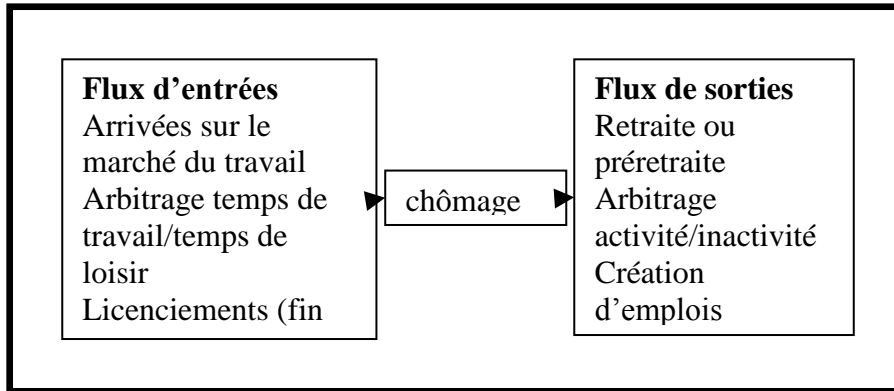 Flux d'entrées
Arrivées sur le
marché du travail
Arbitrage temps de
travail/temps de
loisir
Licenciements (fin
chômage
Flux de sorties
Retraite ou
préretraite
Arbitrage
activité/inactivité
Création
d'emplois